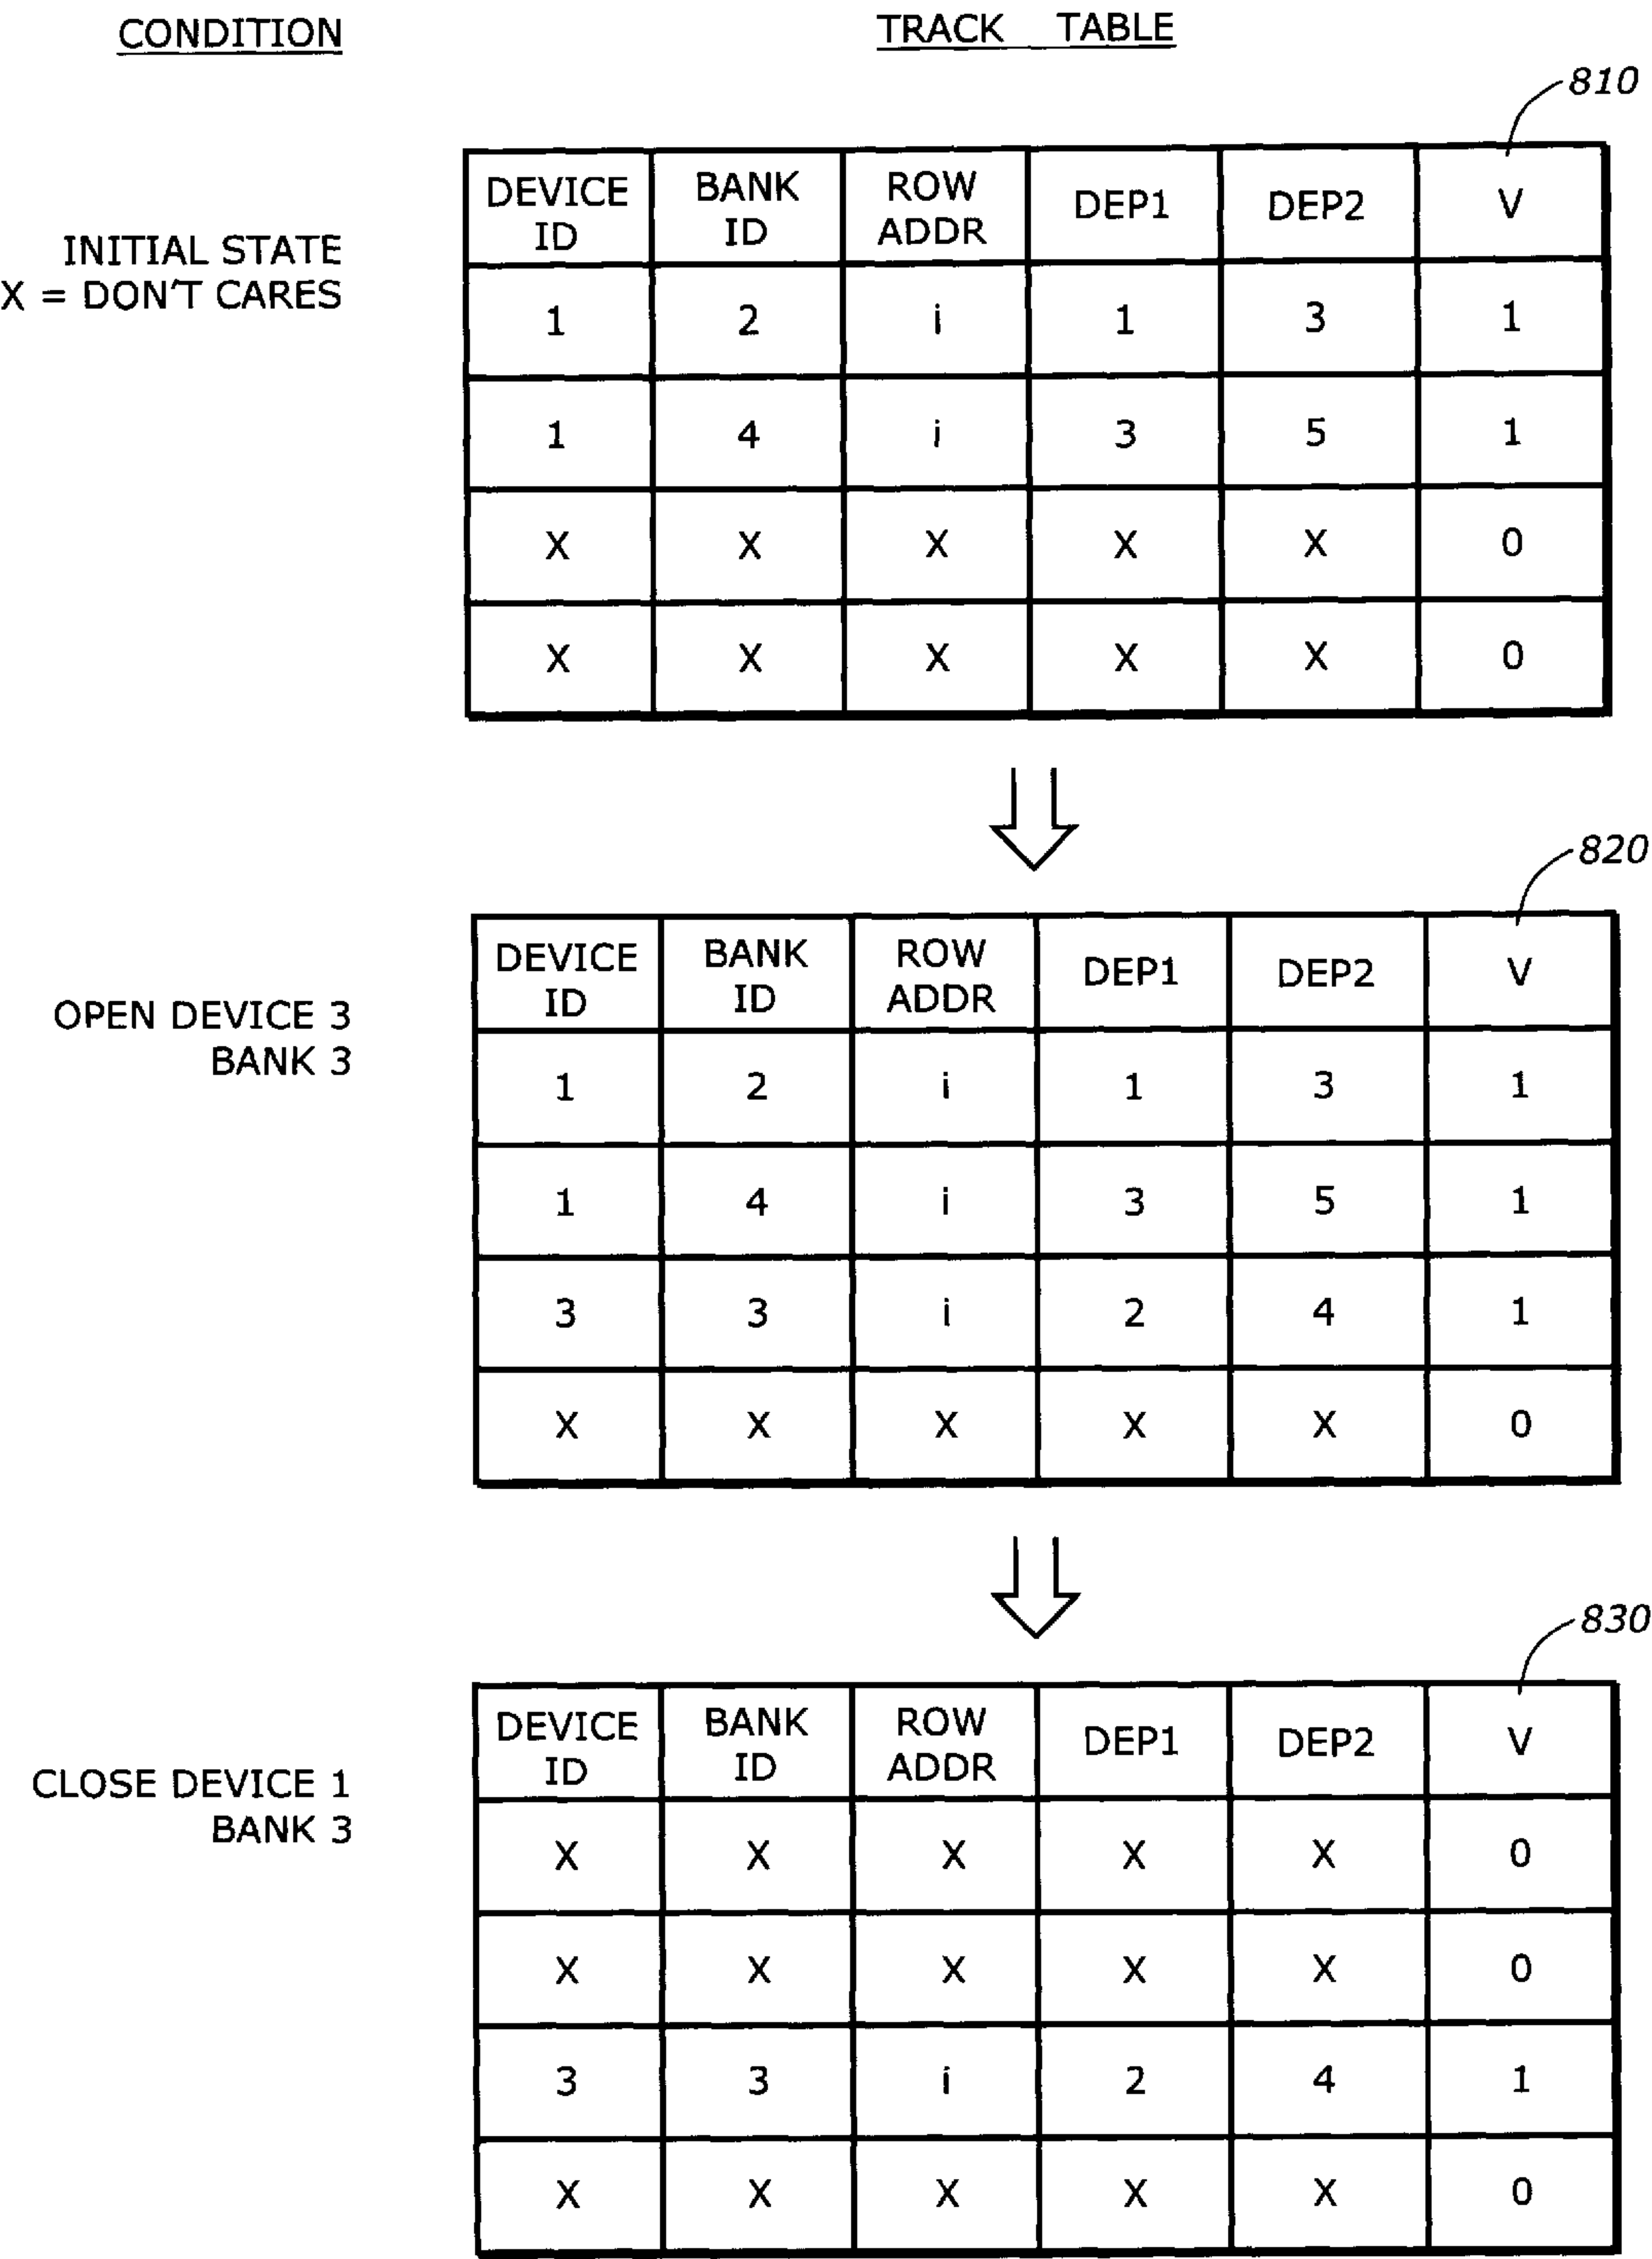 CONDITION TRACK TABLE
810
INITIAL STATE
X = DON'T CARES
DEVICE ID BANK ID ROW ADDR DEP1 DEP2 V
1 2 i 1 3 1
1 4 i 3 5 1
X X X X X 0
X X X X X 0
820
OPEN DEVICE 3
BANK 3
DEVICE ID BANK ID ROW ADDR DEP1 DEP2 V
1 2 i 1 3 1
1 4 i 3 5 1
3 3 i 2 4 1
X X X X X 0
830
CLOSE DEVICE 1
BANK 3
DEVICE ID BANK ID ROW ADDR DEP1 DEP2 V
X X X X X 0
X X X X X 0
3 3 i 2 4 1
X X X X X 0